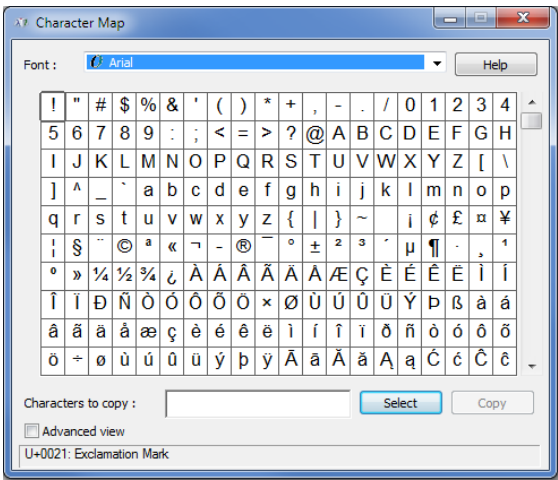 Character Map
Font : Arial Help
! " # $ % & ' ( ) * + , - . / 0 1 2 3 4
5 6 7 8 9 : ; < = > ? @ A B C D E F G H
I J K L M N O P Q R S T U V W X Y Z [ \
] ^ _ ` a b c d e f g h i j k l m n o p
q r s t u v w x y z { | } ~ ¡ ¢ £ ¤ ¥
¦ § ¨ © ª « ¬ - ® ¯ ° ± ² ³ ´ µ ¶ · ¸ ¹
º » ¼ ½ ¾ ¿ À Á Â Ã Ä Å Æ Ç È É Ê Ë Ì Í
Î Ï Ð Ñ Ò Ó Ô Õ Ö × Ø Ù Ú Û Ü Ý Þ ß à á
â ã ä å æ ç è é ê ë ì í î ï ð ñ ò ó ô õ
ö ÷ ø ù ú û ü ý þ ÿ Ā ā Ă ă Ą ą Ć ć Ĉ ĉ
Characters to copy : Select Copy
Advanced view
U+0021: Exclamation Mark